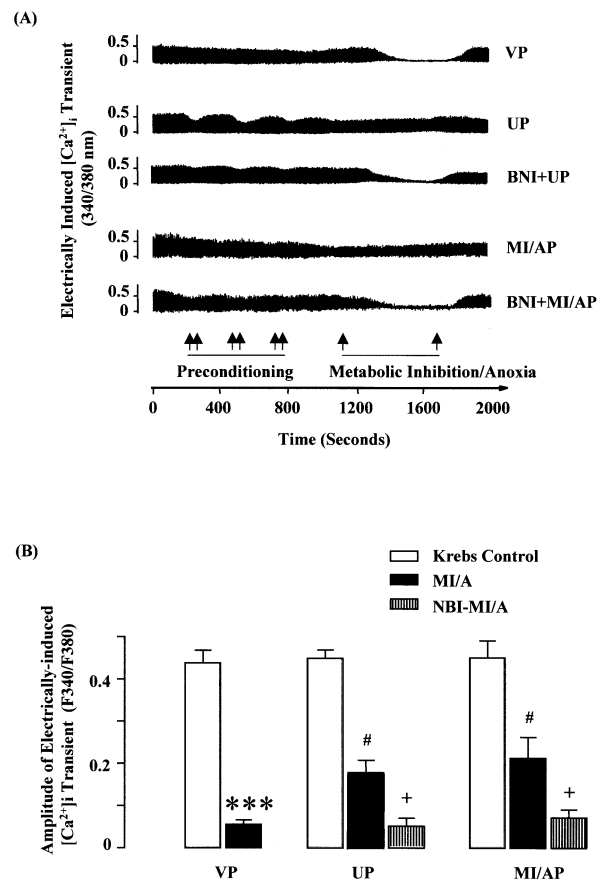 (A)
Electrically Induced [Ca2+]i Transient
(340/380 nm)
0.5
0
VP
0.5
0
UP
0.5
0
BNI+UP
0.5
0
MI/AP
0.5
0
BNI+MI/AP
Preconditioning
Metabolic Inhibition/Anoxia
0 400 800 1200 1600 2000
Time (Seconds)
(B)
Krebs Control
MI/A
NBI-MI/A
Amplitude of Electrically-induced
[Ca2+]i Transient (F340/F380)
0.4
0.2
0
***
#
+
#
+
VP UP MI/AP